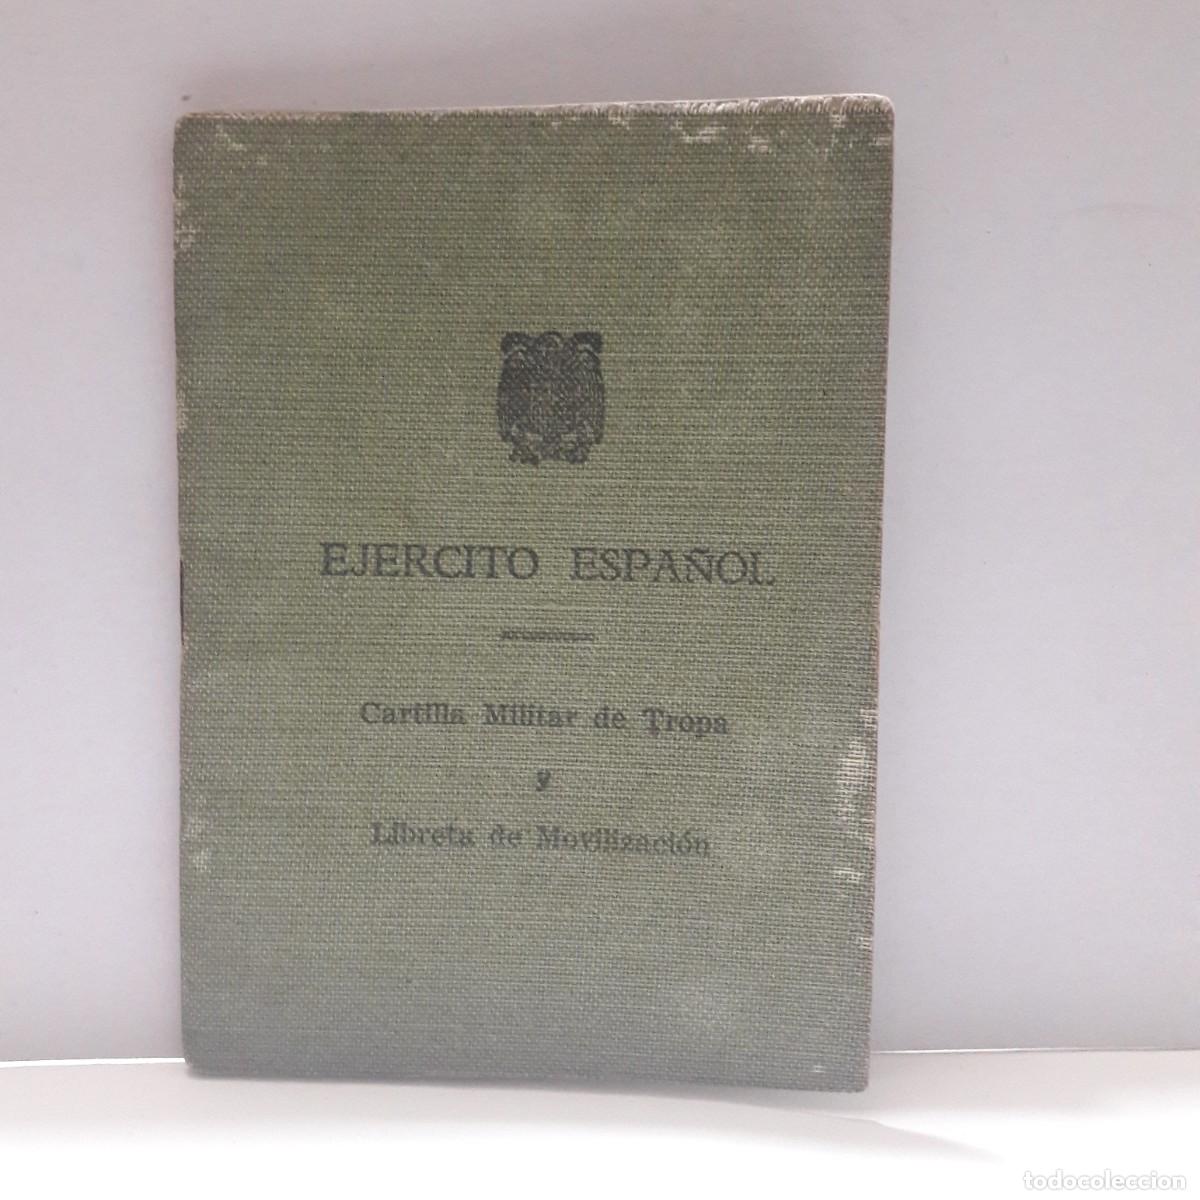 EJERCITO ESPAÑOL
Cartilla Militar de Tropa
y
Libreta de Movilización
todocoleccion